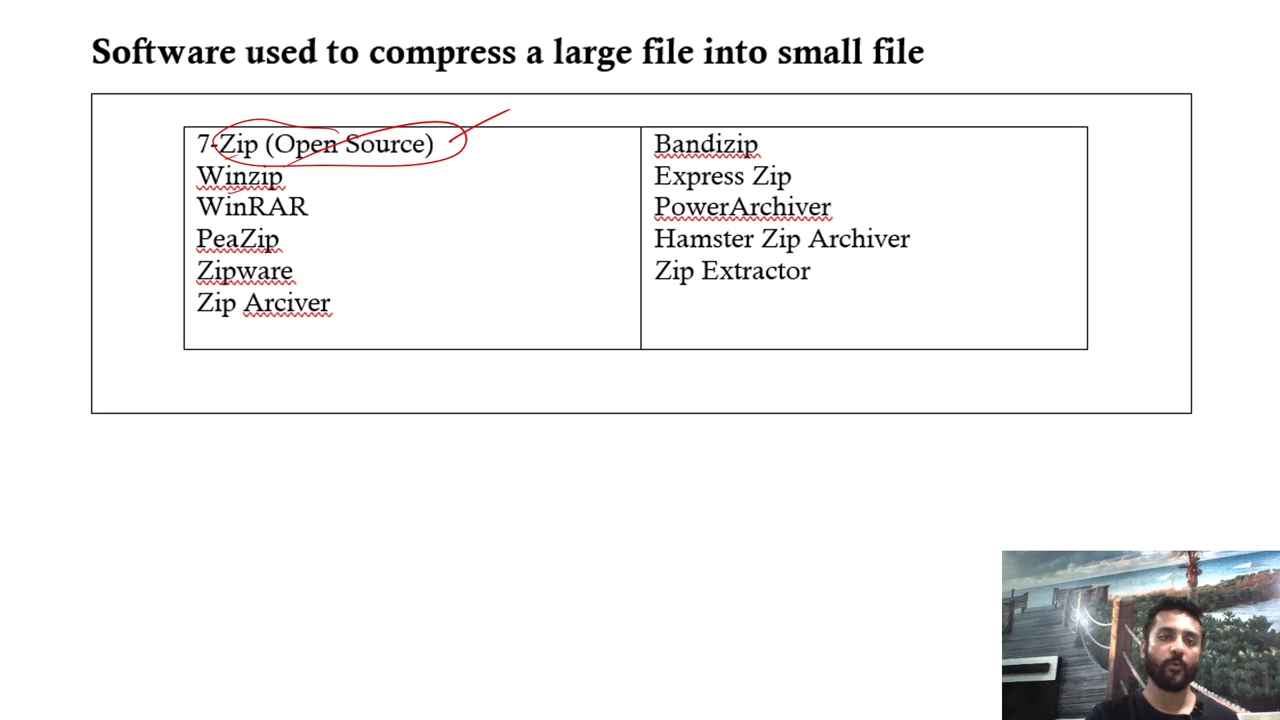 Software used to compress a large file into small file
7-Zip (Open Source)
Winzip
WinRAR
PeaZip
Zipware
Zip Arciver
Bandizip
Express Zip
PowerArchiver
Hamster Zip Archiver
Zip Extractor